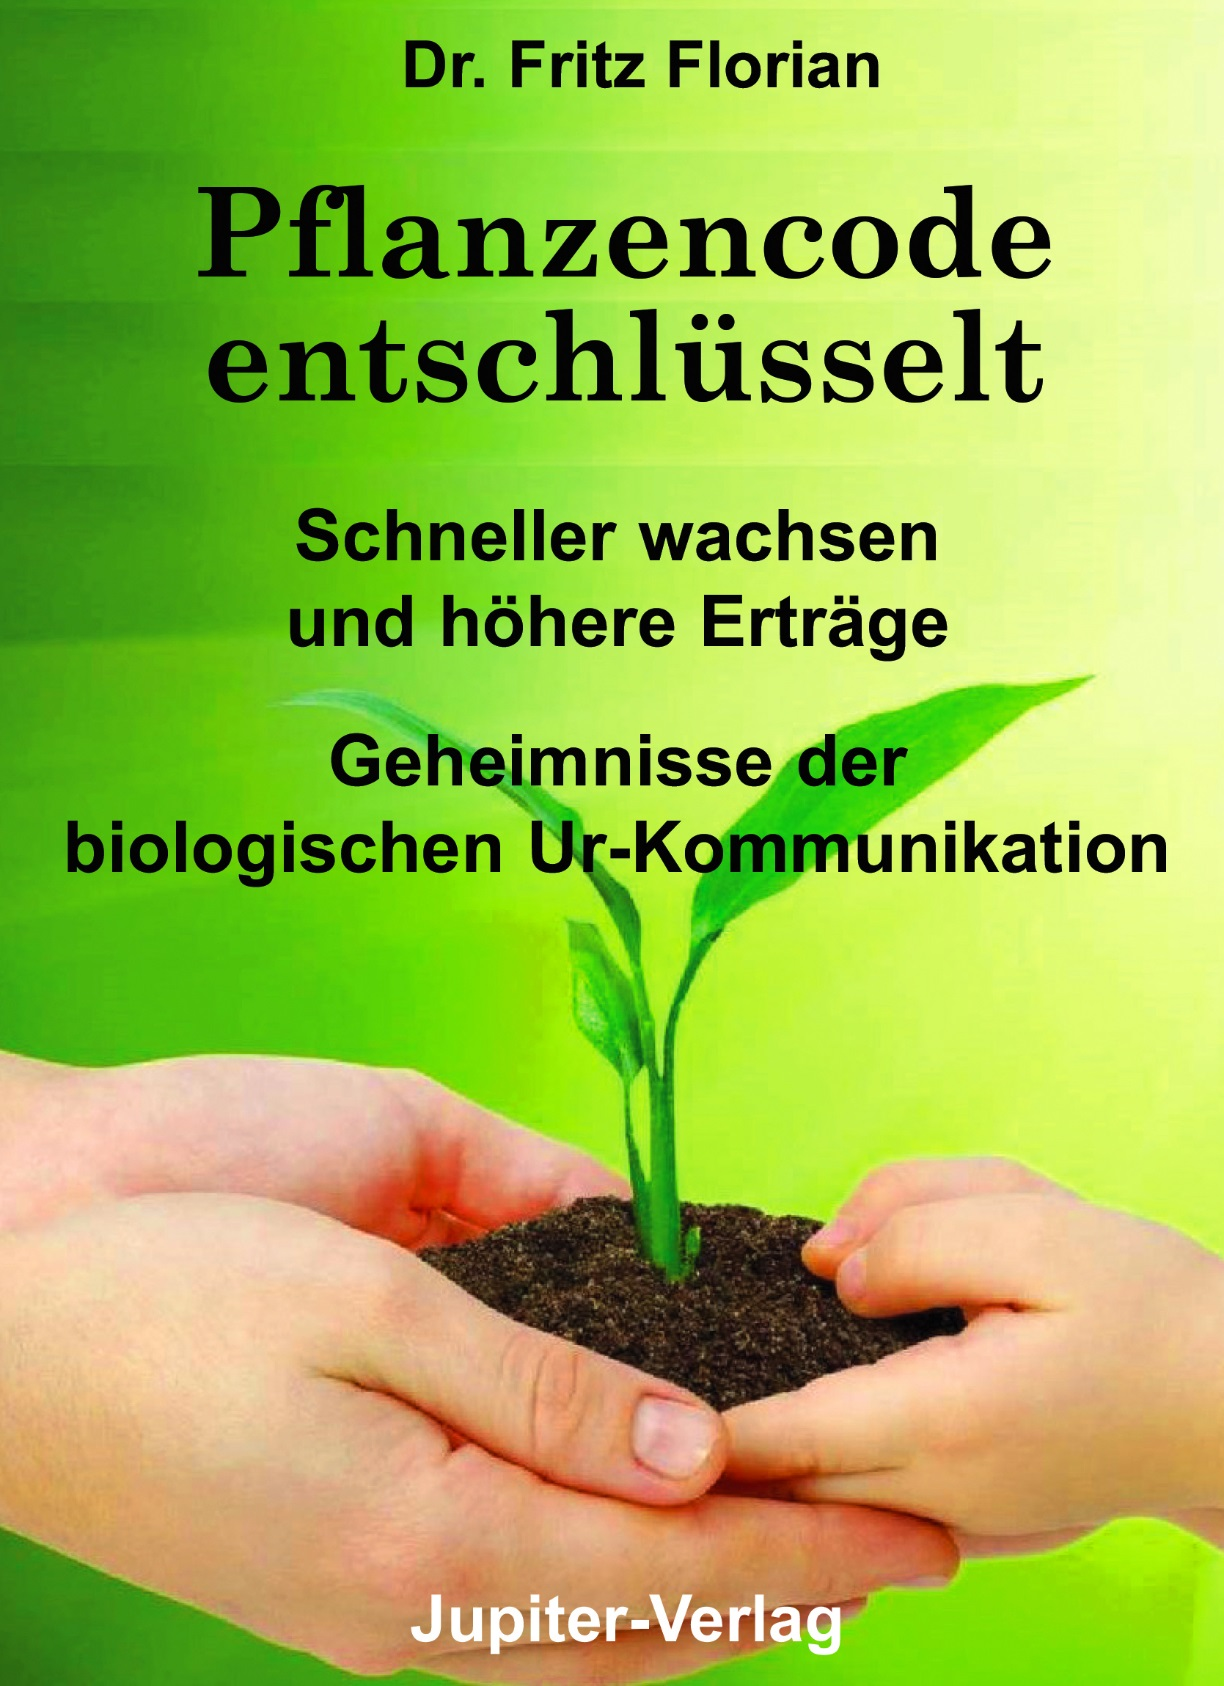 Dr. Fritz Florian
Pflanzencode
entschlüsselt
Schneller wachsen
und höhere Erträge
Geheimnisse der
biologischen Ur-Kommunikation
Jupiter-Verlag